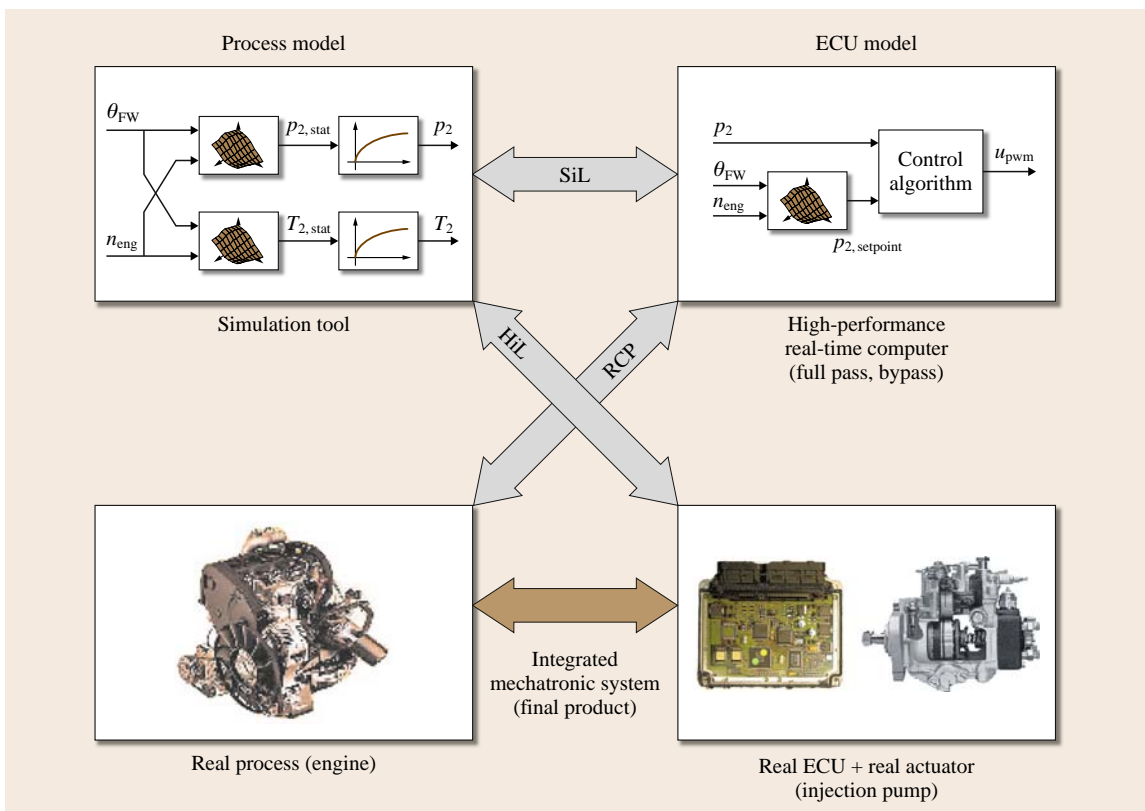 Process model
θFW
p2, stat
p2
neng
T2, stat
T2
Simulation tool
ECU model
p2
θFW
neng
p2, setpoint
Control
algorithm
upwm
High-performance
real-time computer
(full pass, bypass)
SiL
HiL
RCP
Integrated
mechatronic system
(final product)
Real process (engine)
Real ECU + real actuator
(injection pump)